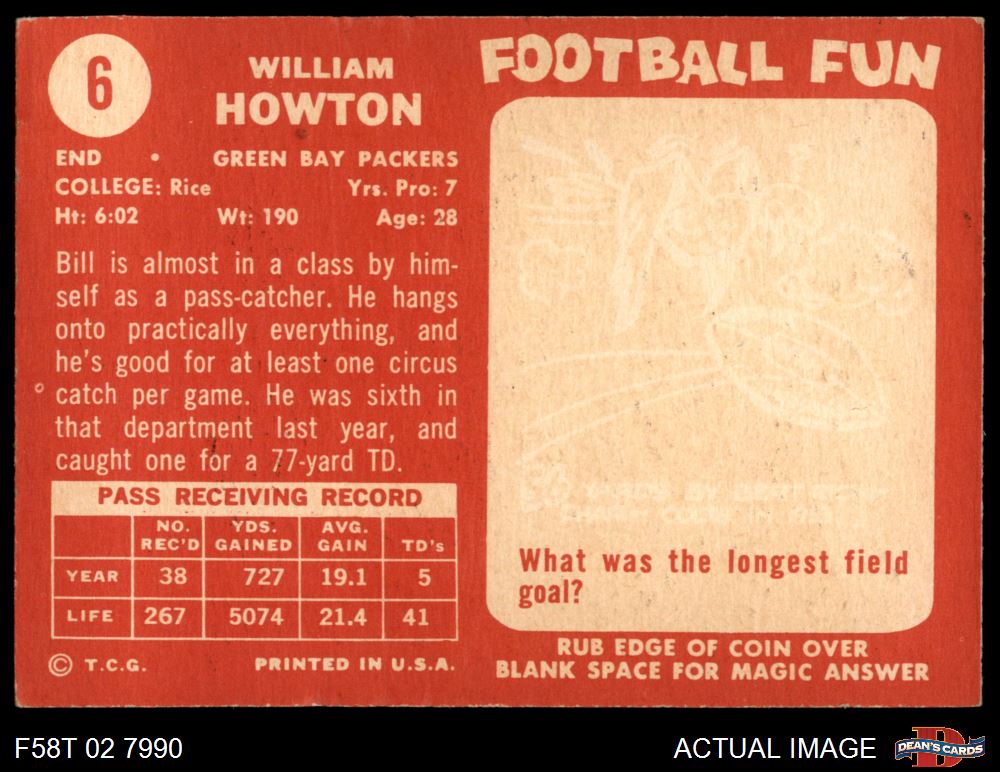 6
WILLIAM
HOWTON
END • GREEN BAY PACKERS
COLLEGE: Rice Yrs. Pro: 7
Ht: 6:02 Wt: 190 Age: 28
Bill is almost in a class by him-
self as a pass-catcher. He hangs
onto practically everything, and
he's good for at least one circus
catch per game. He was sixth in
that department last year, and
caught one for a 77-yard TD.
PASS RECEIVING RECORD
NO. REC'D YDS. GAINED AVG. GAIN TD's
YEAR 38 727 19.1 5
LIFE 267 5074 21.4 41
© T.C.G. PRINTED IN U.S.A.
FOOTBALL FUN
What was the longest field
goal?
RUB EDGE OF COIN OVER
BLANK SPACE FOR MAGIC ANSWER
F58T 02 7990
ACTUAL IMAGE
DEAN'S CARDS